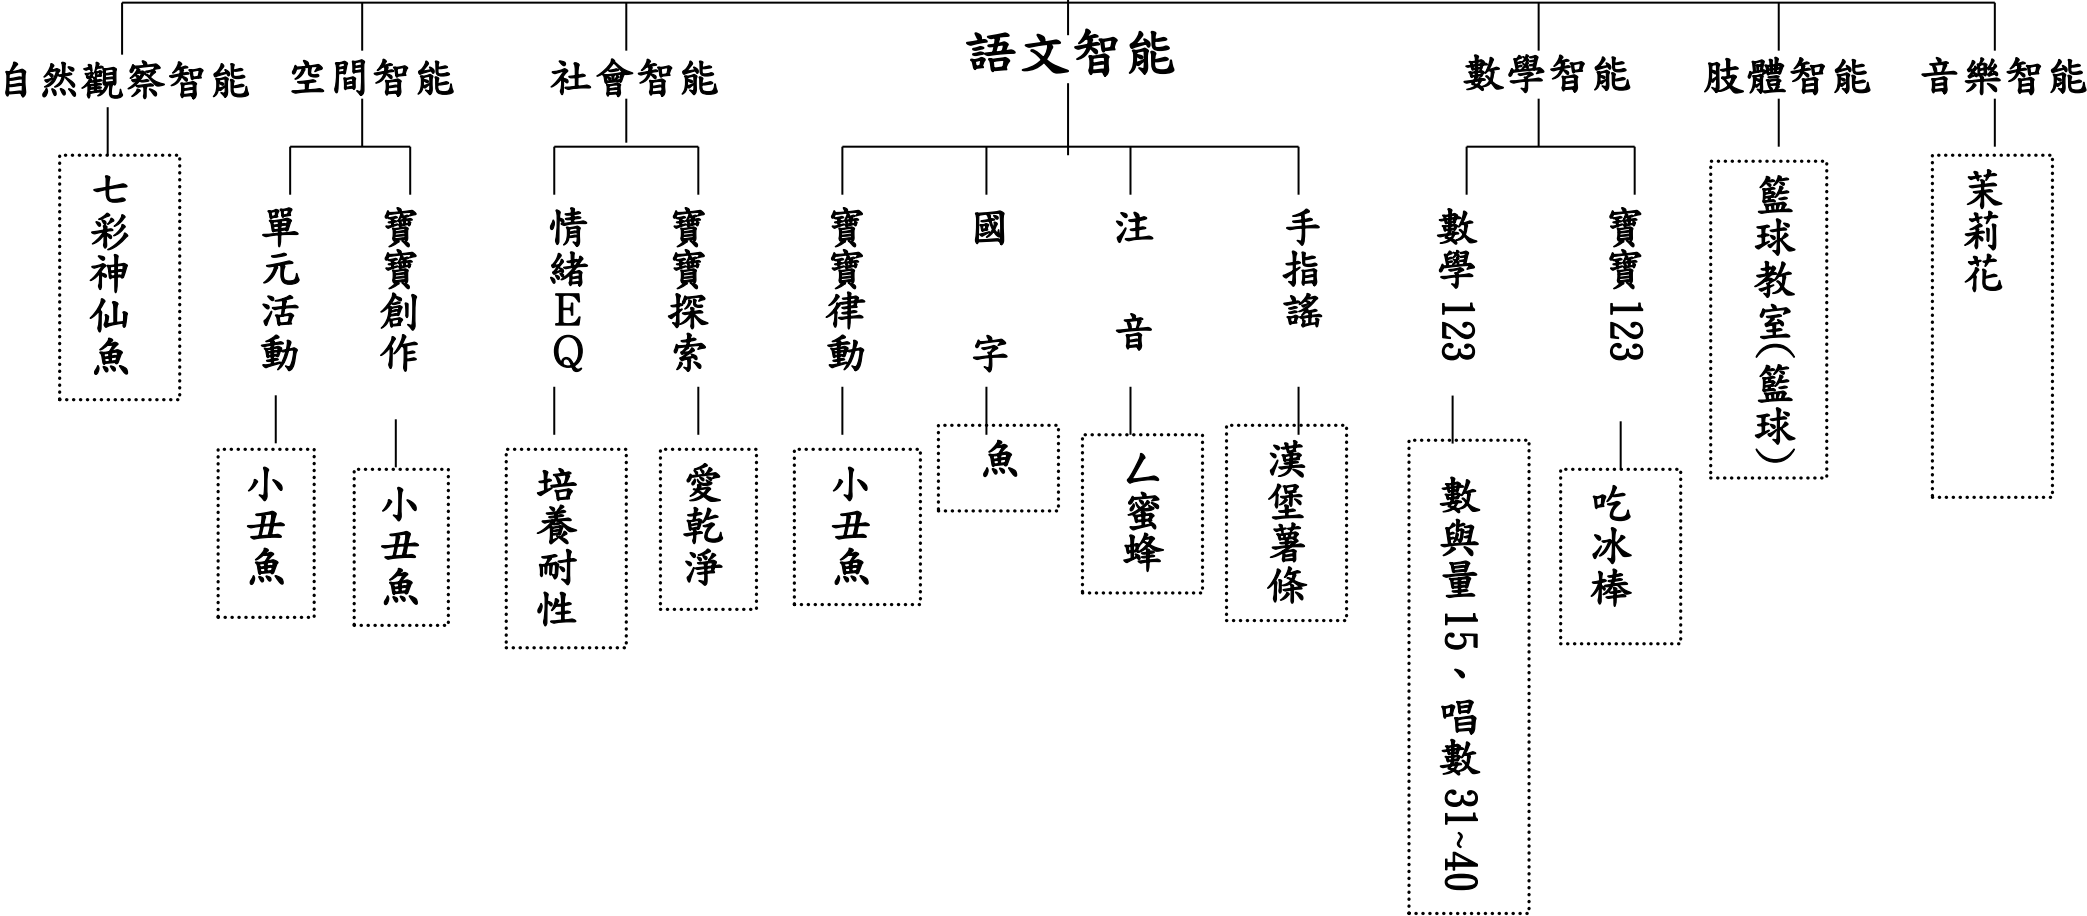 自然觀察智能
空間智能
社會智能
語文智能
數學智能
肢體智能
音樂智能
七彩神仙魚
單元活動
寶寶創作
情緒EQ
寶寶探索
寶寶律動
國字
注音
手指謠
數學123
寶寶123
籃球教室(籃球)
茉莉花
小丑魚
小丑魚
培養耐性
愛乾淨
小丑魚
魚
ㄥ蜜蜂
漢堡薯條
數與量15、唱數31~40
吃冰棒